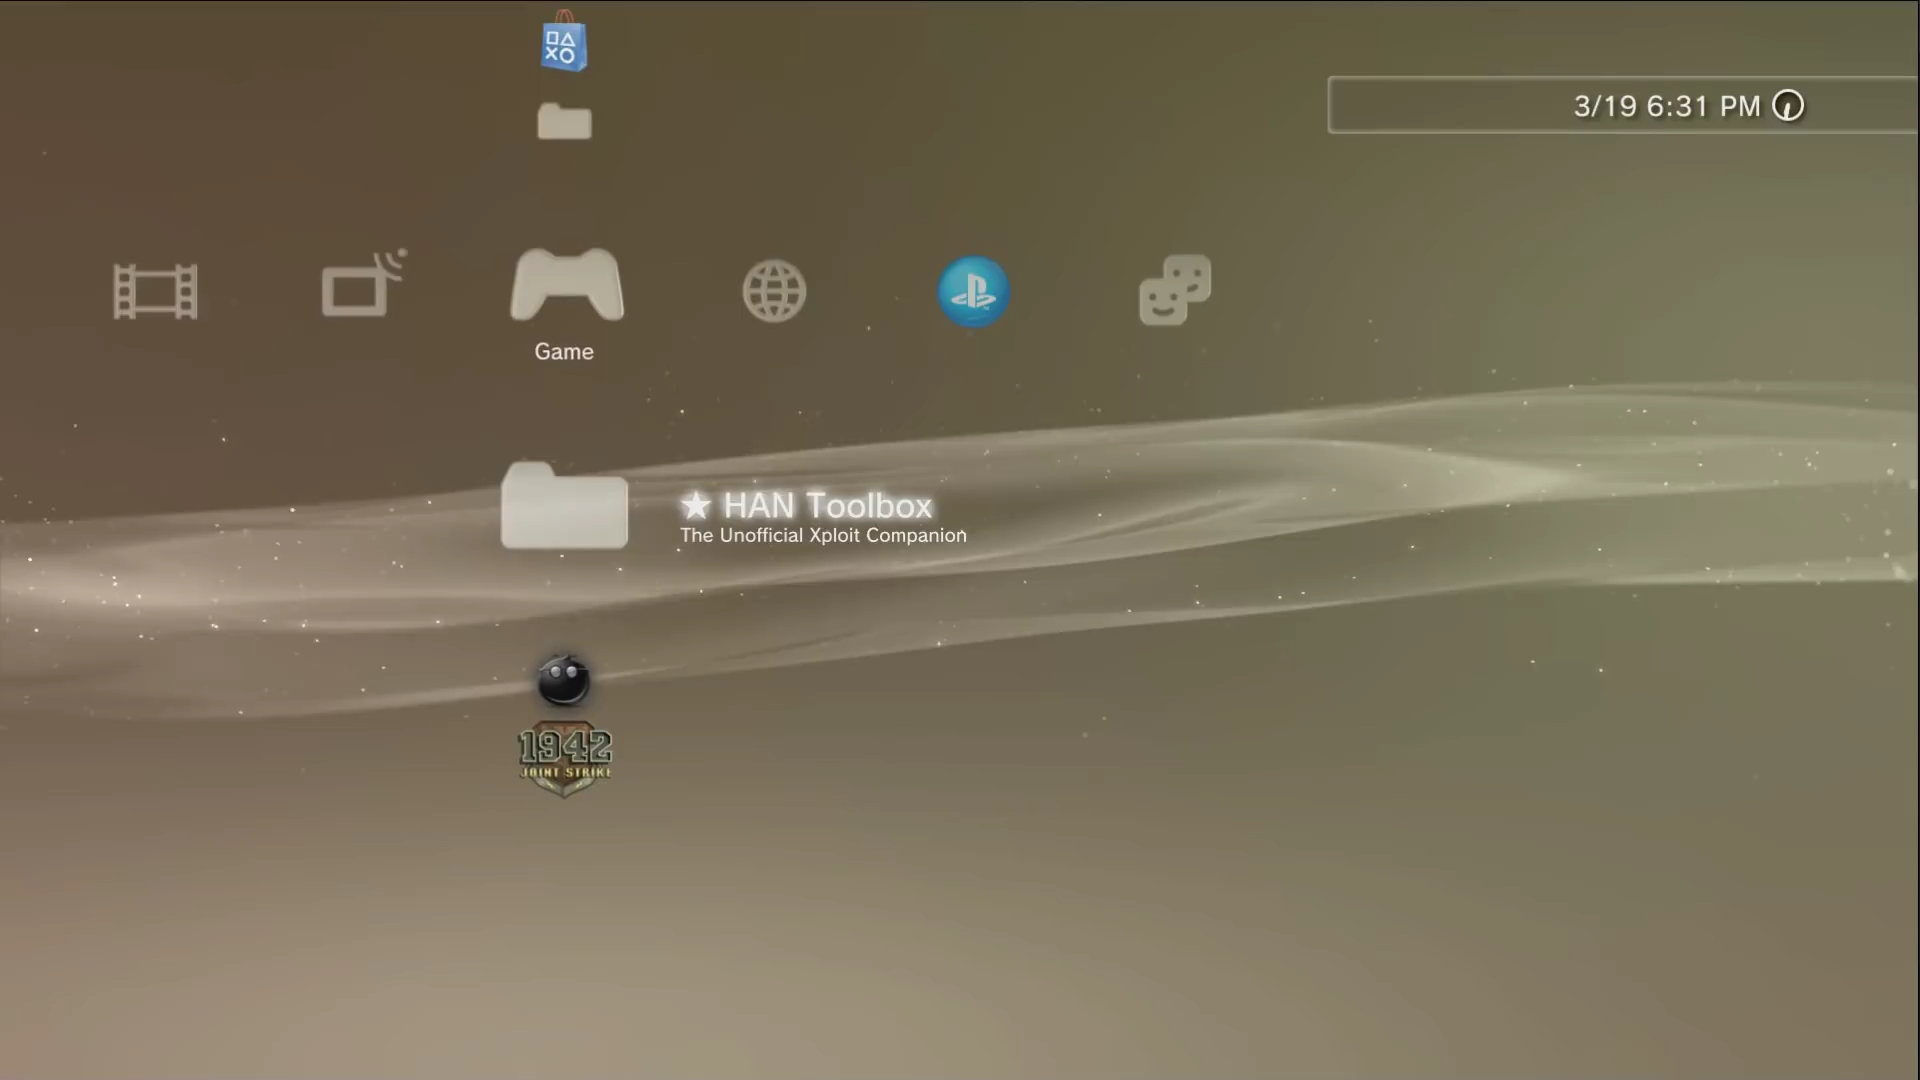 3/19 6:31 PM
Game
★ HAN Toolbox
The Unofficial Xploit Companion
1942
JOINT STRIKE